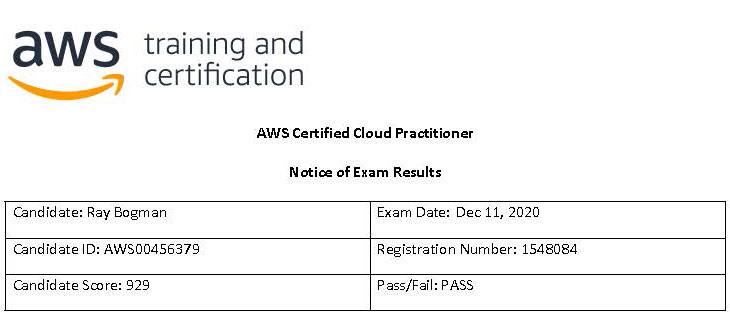 aws training and
certification
AWS Certified Cloud Practitioner
Notice of Exam Results
Candidate: Ray Bogman Exam Date: Dec 11, 2020
Candidate ID: AWS00456379 Registration Number: 1548084
Candidate Score: 929 Pass/Fail: PASS